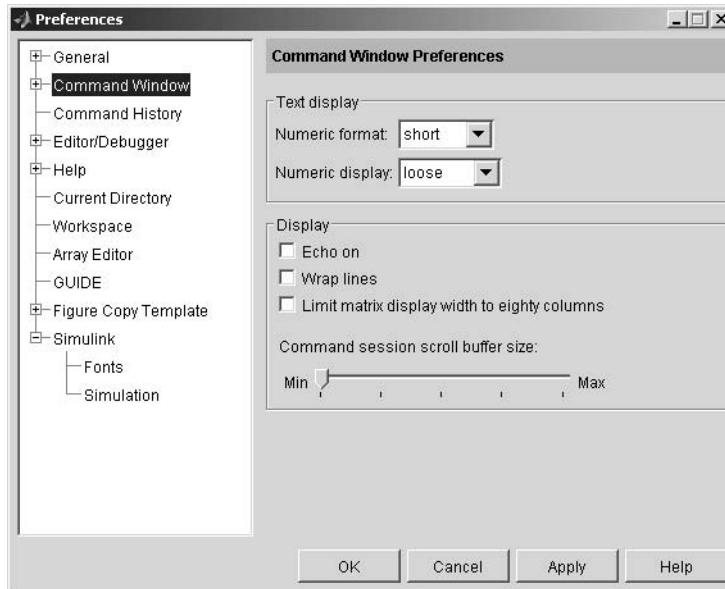 Preferences
General
Command Window
Command History
Editor/Debugger
Help
Current Directory
Workspace
Array Editor
GUIDE
Figure Copy Template
Simulink
Fonts
Simulation
Command Window Preferences
Text display
Numeric format: short
Numeric display: loose
Display
Echo on
Wrap lines
Limit matrix display width to eighty columns
Command session scroll buffer size:
Min Max
OK Cancel Apply Help